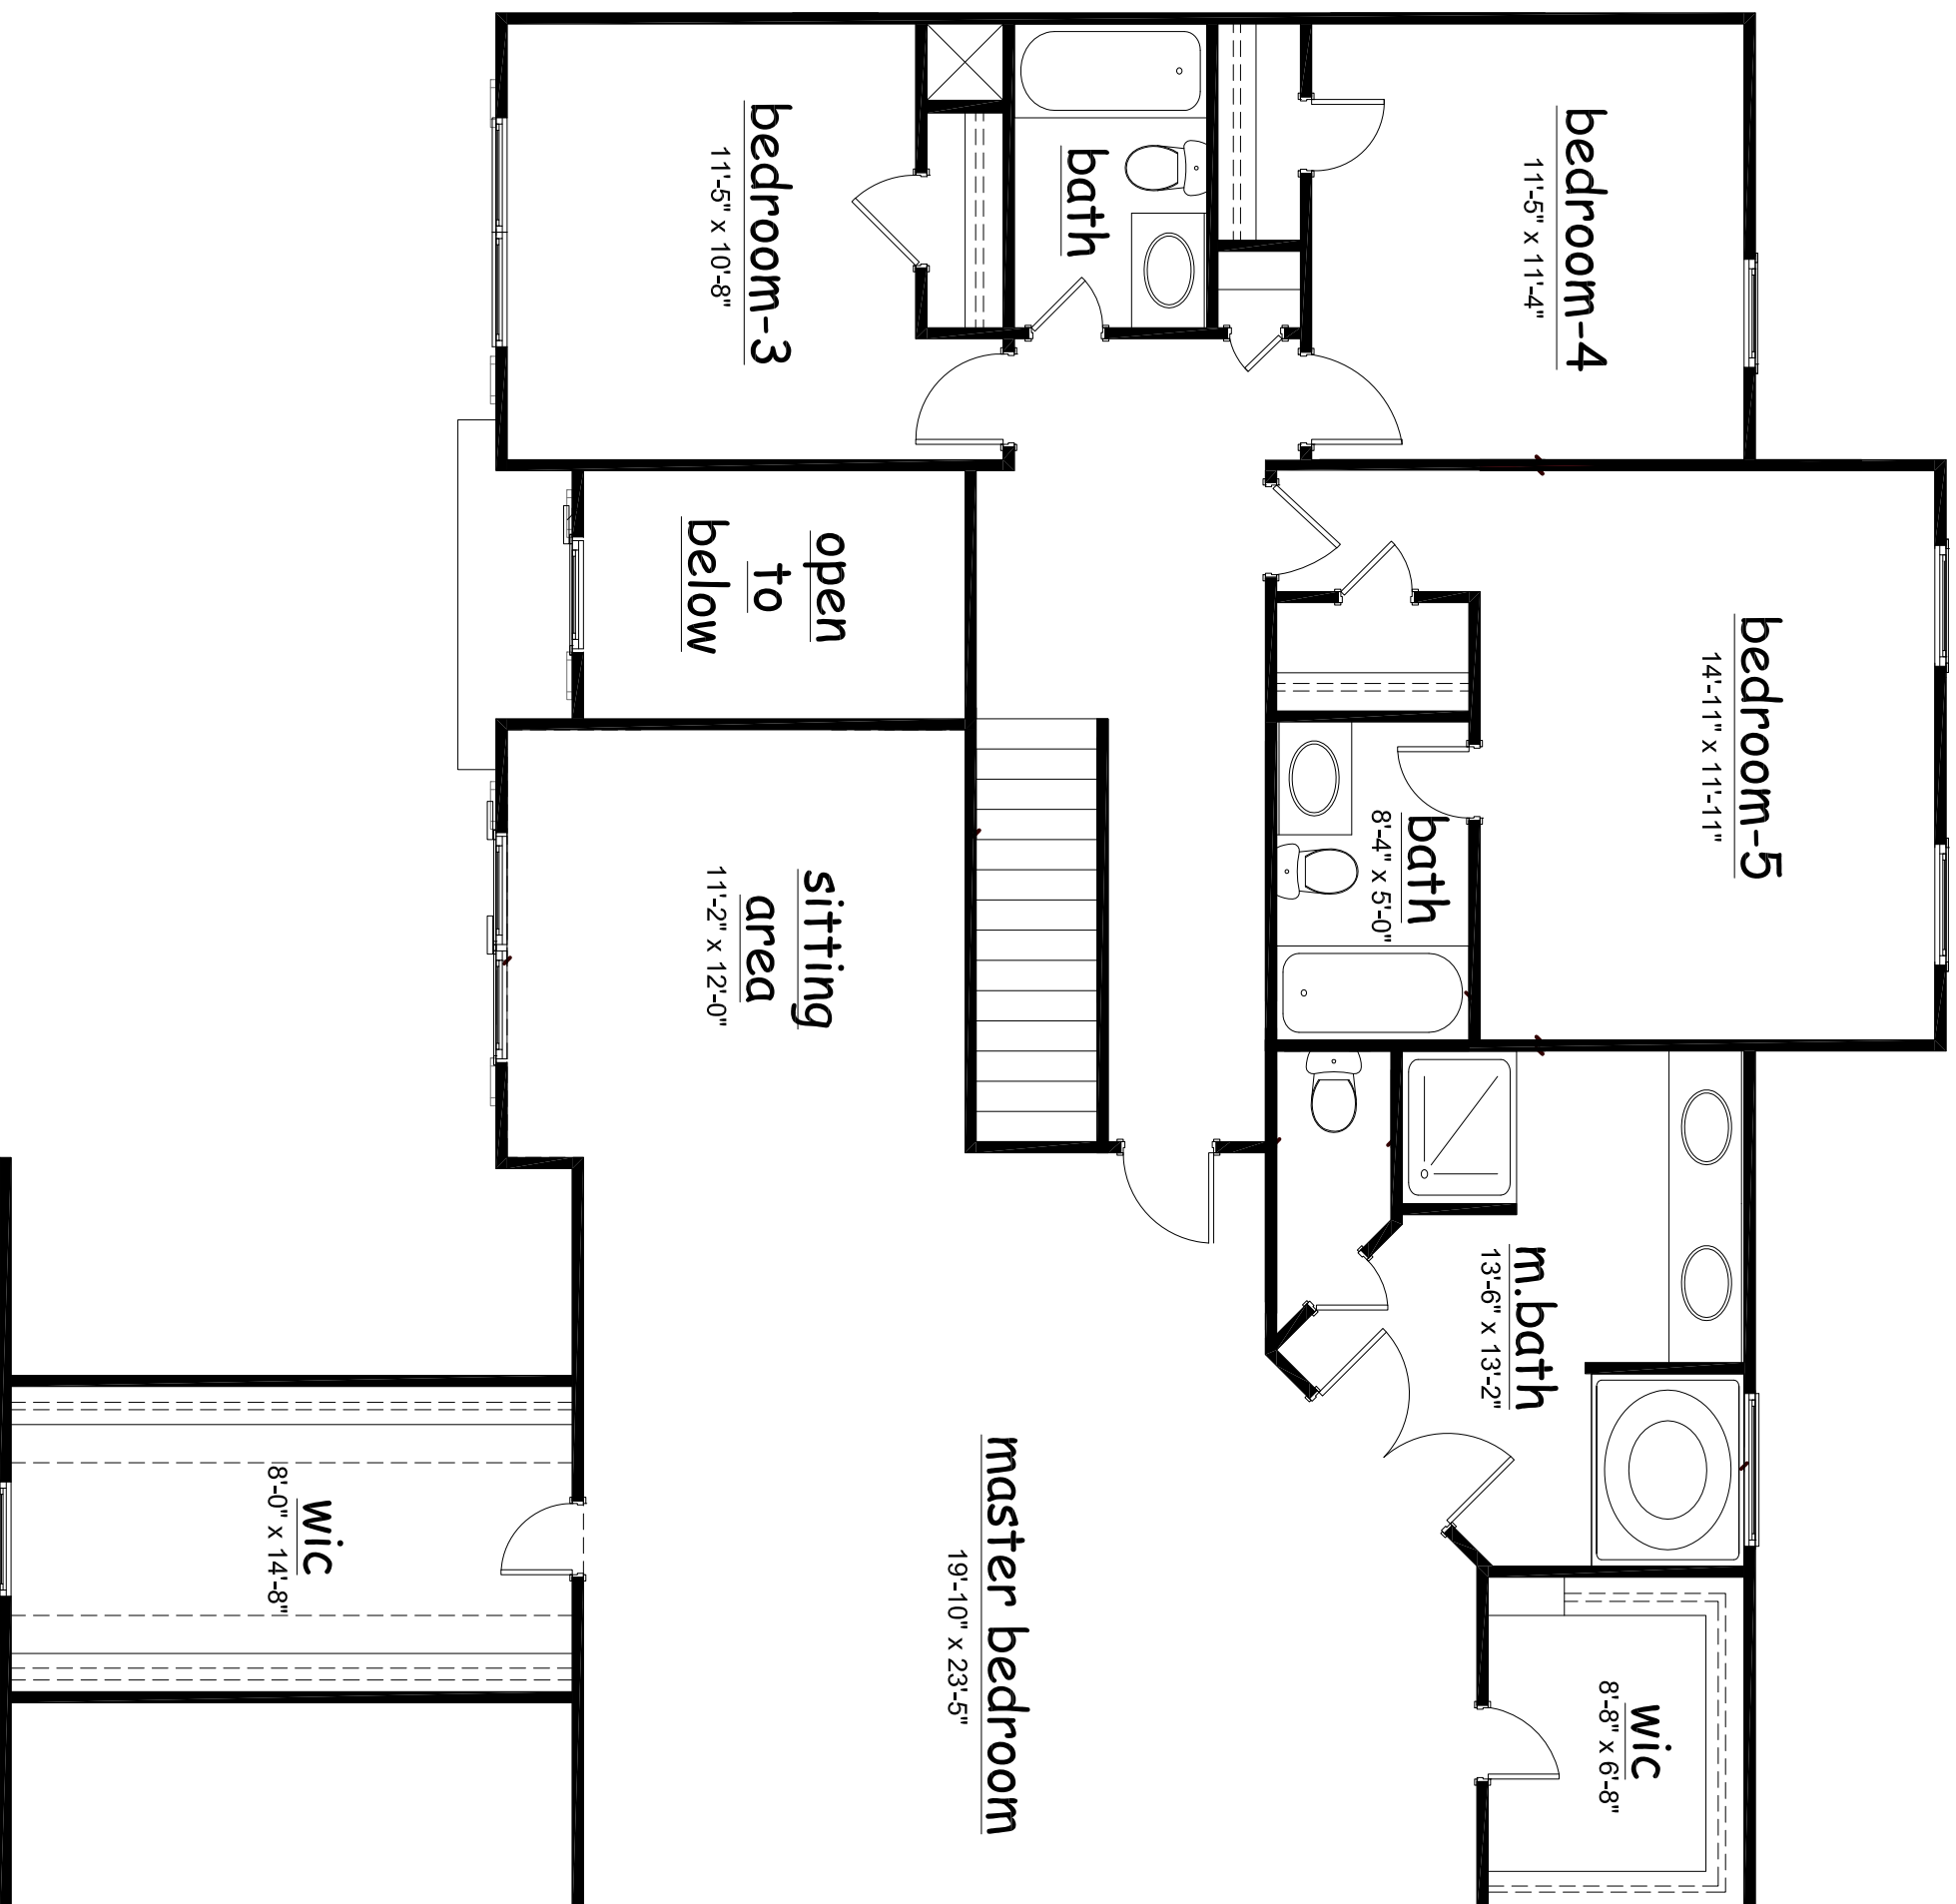 bedroom-4
11'-5" x 11'-4"
bath
bedroom-3
11'-5" x 10'-8"
bedroom-5
14'-11" x 11'-11"
bath
8'-4" x 5'-0"
open
to
below
sitting
area
11'-2" x 12'-0"
m.bath
13'-6" x 13'-2"
master bedroom
19'-10" x 23'-5"
wic
8'-0" x 14'-8"
wic
8'-8" x 6'-8"